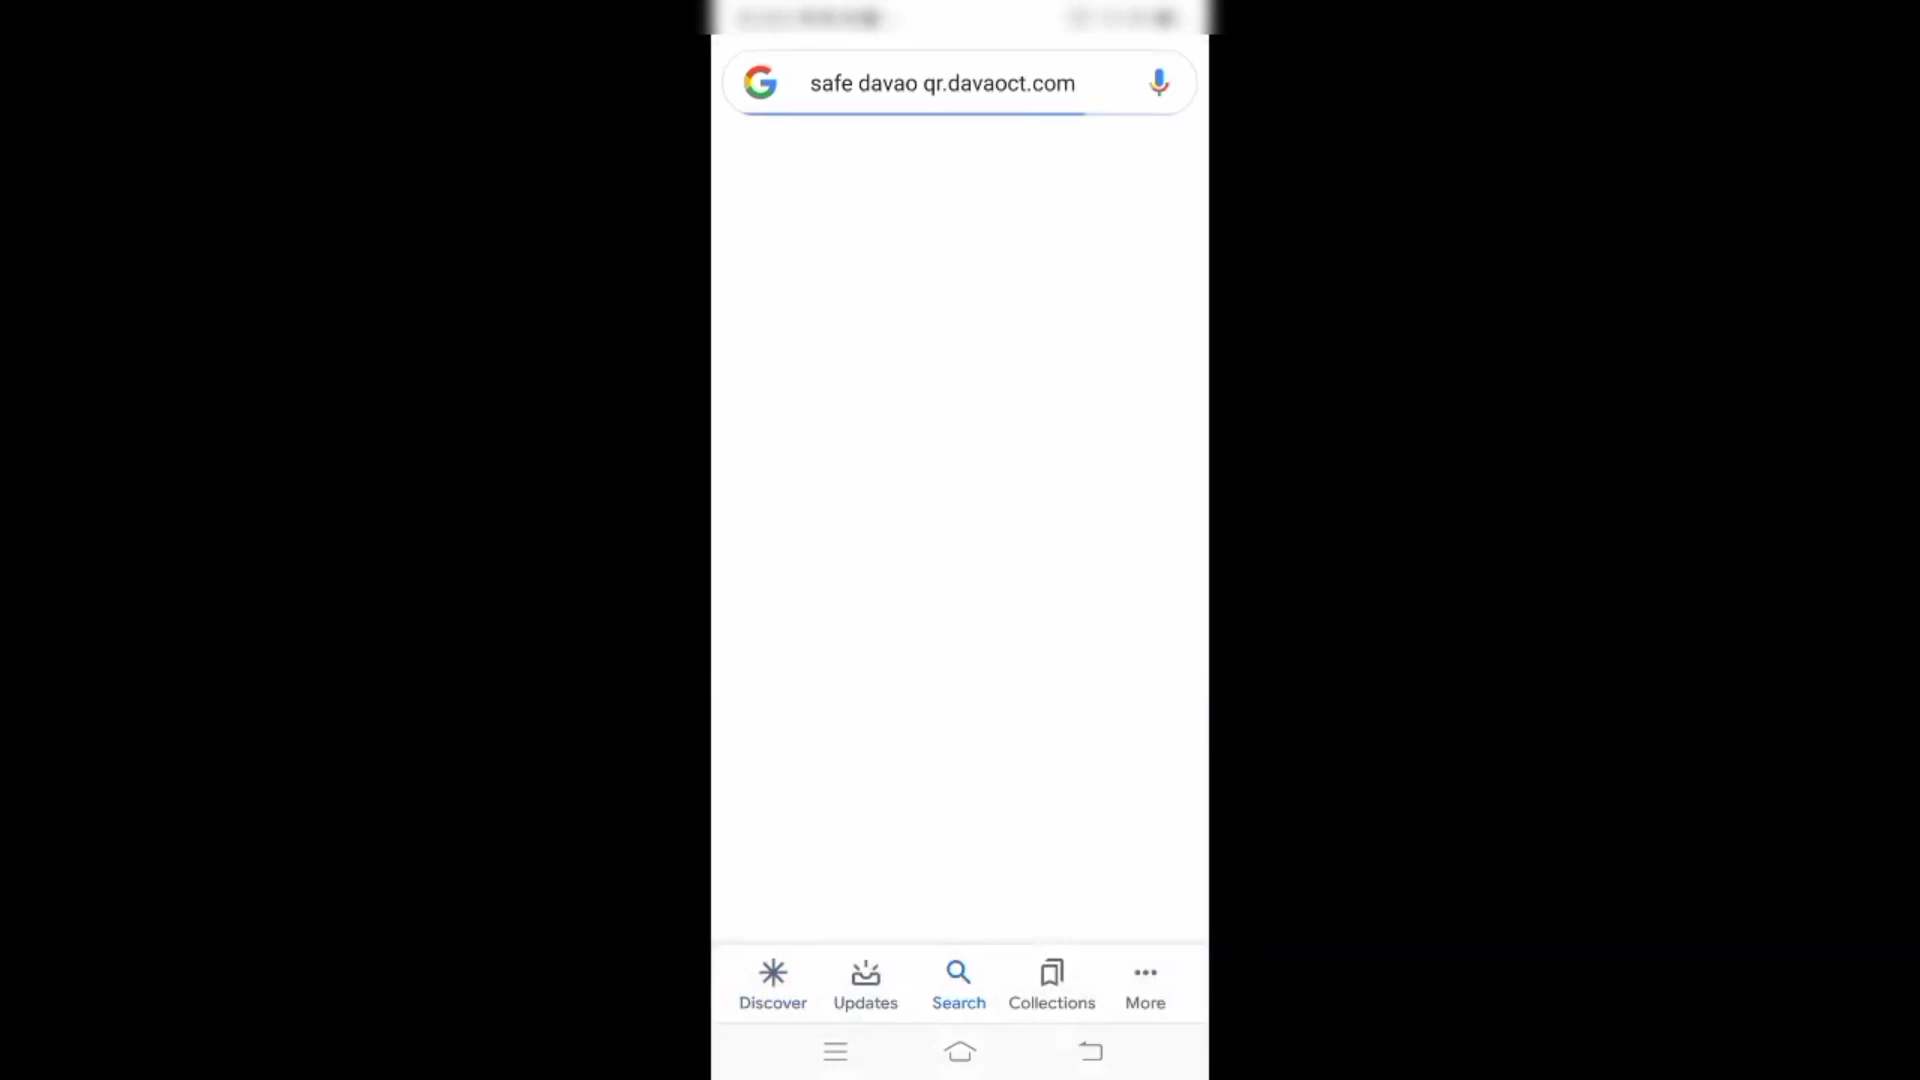 safe davao qr.davaoct.com
Discover Updates Search Collections More